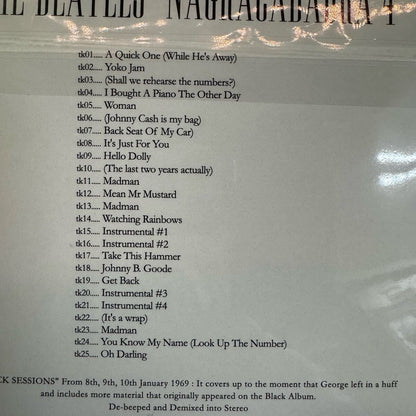 THE BEATLES' NAGRACADABRA 4
tk01..... A Quick One (While He's Away)
tk02..... Yoko Jam
tk03..... (Shall we rehearse the numbers?)
tk04..... I Bought A Piano The Other Day
tk05..... Woman
tk06..... (Johnny Cash is my bag)
tk07..... Back Seat Of My Car)
tk08..... It's Just For You
tk09..... Hello Dolly
tk10..... (The last two years actually)
tk11..... Madman
tk12..... Mean Mr Mustard
tk13..... Madman
tk14..... Watching Rainbows
tk15..... Instrumental #1
tk16..... Instrumental #2
tk17..... Take This Hammer
tk18..... Johnny B. Goode
tk19..... Get Back
tk20..... Instrumental #3
tk21..... Instrumental #4
tk22..... (It's a wrap)
tk23..... Madman
tk24..... You Know My Name (Look Up The Number)
tk25..... Oh Darling
CK SESSIONS" From 8th, 9th, 10th January 1969 : It covers up to the moment that George left in a huff
and includes more material that originally appeared on the Black Album.
De-beeped and Demixed into Stereo